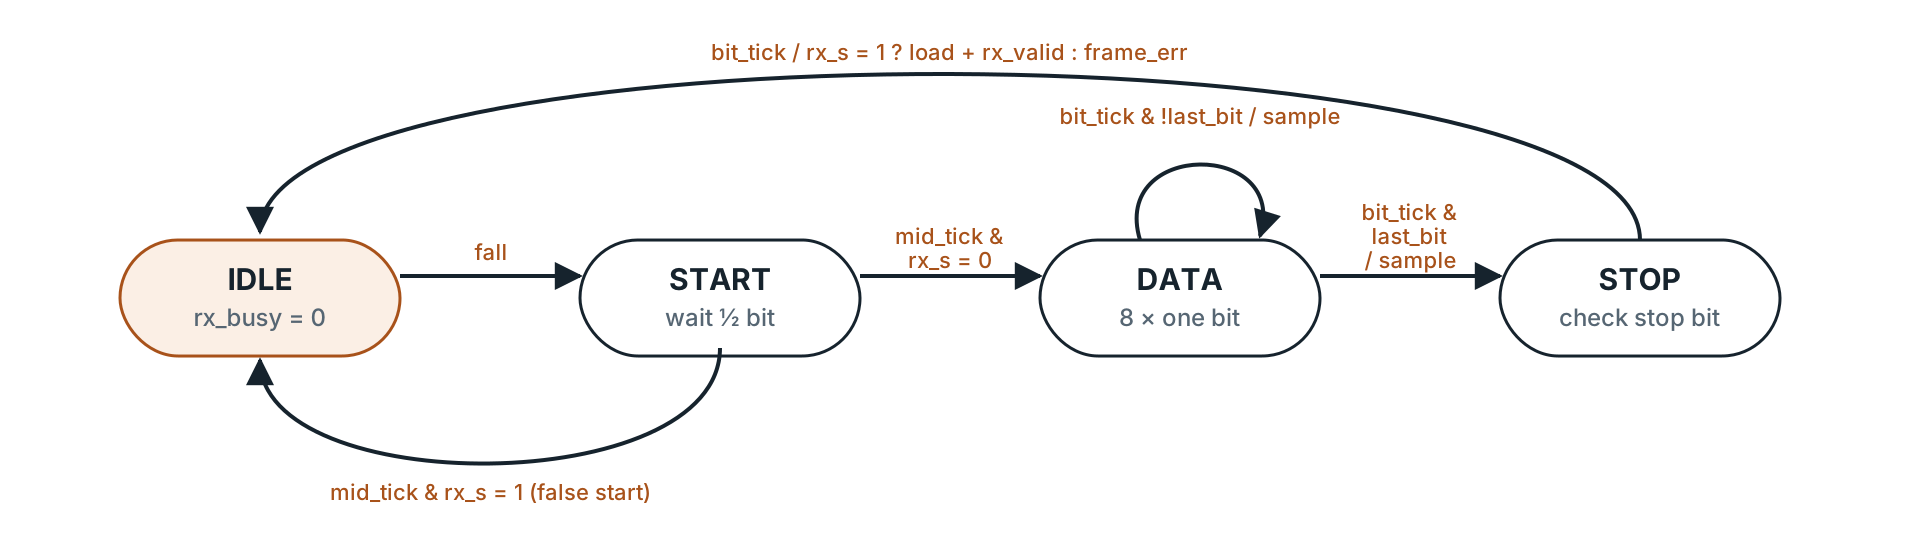 bit_tick / rx_s = 1 ? load + rx_valid : frame_err
bit_tick & !last_bit / sample
IDLE
rx_busy = 0
fall
START
wait ½ bit
mid_tick &
rx_s = 0
DATA
8 × one bit
bit_tick &
last_bit
/ sample
STOP
check stop bit
mid_tick & rx_s = 1 (false start)